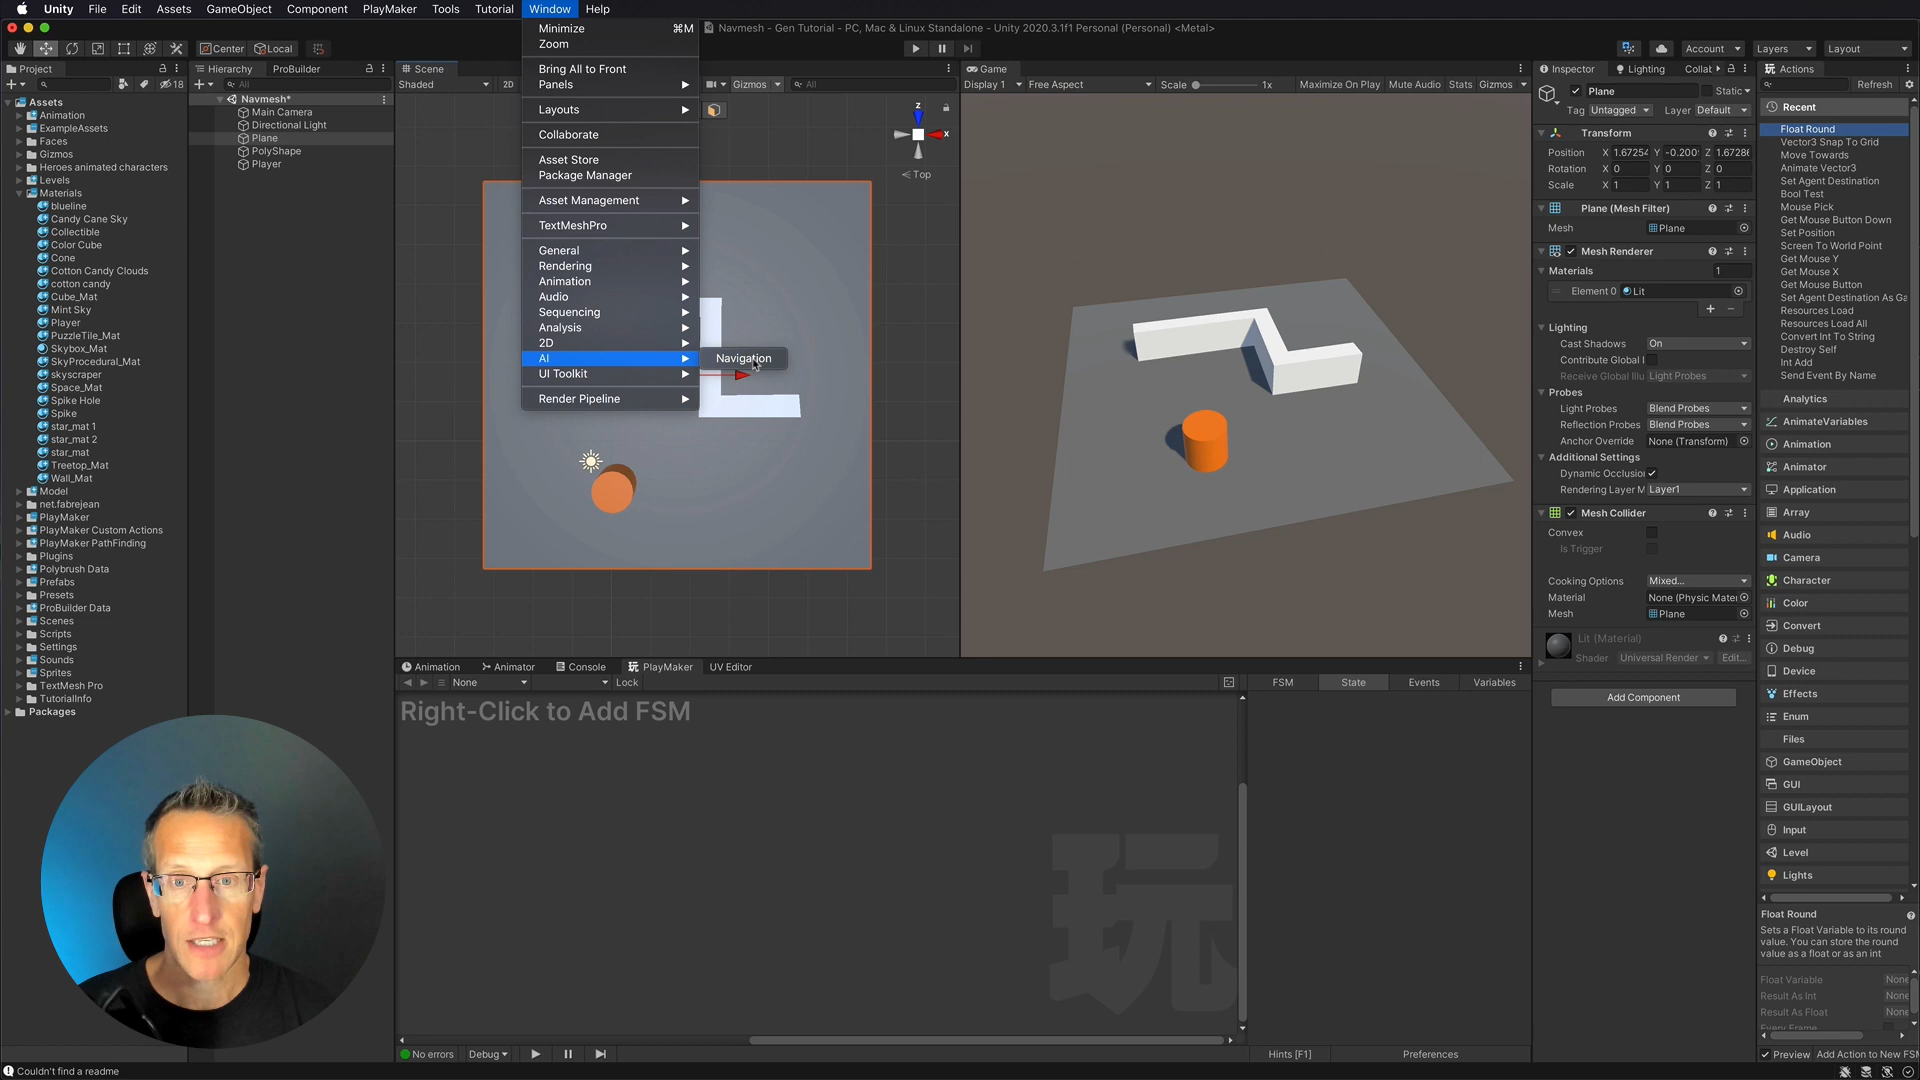 Unity File Edit Assets GameObject Component PlayMaker Tools Tutorial Window Help
Navmesh - Gen Tutorial - PC, Mac & Linux Standalone - Unity 2020.3.1f1 Personal (Personal) <Metal>
Center Local
Account Layers Layout
Project
18
Assets
Animation
ExampleAssets
Faces
Gizmos
Heroes animated characters
Levels
Materials
blueline
Candy Cane Sky
Collectible
Color Cube
Cone
Cotton Candy Clouds
cotton candy
Cube_Mat
Mint Sky
Player
PuzzleTile_Mat
Skybox_Mat
SkyProcedural_Mat
skyscraper
Space_Mat
Spike Hole
Spike
star_mat 1
star_mat 2
star_mat
Treetop_Mat
Wall_Mat
Model
net.fabrejean
PlayMaker
PlayMaker Custom Actions
PlayMaker PathFinding
Plugins
Polybrush Data
Prefabs
Presets
ProBuilder Data
Scenes
Scripts
Settings
Sounds
Sprites
TextMesh Pro
TutorialInfo
Packages
Hierarchy ProBuilder
All
Navmesh*
Main Camera
Directional Light
Plane
PolyShape
Player
Scene
Shaded 2D
Gizmos All
z
x
Top
Minimize ⌘M
Zoom
Bring All to Front
Panels
Layouts
Collaborate
Asset Store
Package Manager
Asset Management
TextMeshPro
General
Rendering
Animation
Audio
Sequencing
Analysis
2D
AI
Navigation
UI Toolkit
Render Pipeline
Game
Display 1 Free Aspect Scale 1x Maximize On Play Mute Audio Stats Gizmos
Animation Animator Console PlayMaker UV Editor
None Lock
FSM State Events Variables
Right-Click to Add FSM
玩
No errors Debug
Hints [F1] Preferences
Couldn't find a readme
Inspector Lighting Collab
Plane Static
Tag Untagged Layer Default
Transform
Position X 1.67254 Y -0.200 Z 1.67286
Rotation X 0 Y 0 Z 0
Scale X 1 Y 1 Z 1
Plane (Mesh Filter)
Mesh Plane
Mesh Renderer
Materials 1
Element 0 Lit
Lighting
Cast Shadows On
Contribute Global I
Receive Global Illu Light Probes
Probes
Light Probes Blend Probes
Reflection Probes Blend Probes
Anchor Override None (Transform)
Additional Settings
Dynamic Occlusion
Rendering Layer M Layer1
Mesh Collider
Convex
Is Trigger
Cooking Options Mixed...
Material None (Physic Mater
Mesh Plane
Lit (Material)
Shader Universal Render Edit...
Add Component
Actions
Refresh
Recent
Float Round
Vector3 Snap To Grid
Move Towards
Animate Vector3
Set Agent Destination
Bool Test
Mouse Pick
Get Mouse Button Down
Set Position
Screen To World Point
Get Mouse Y
Get Mouse X
Get Mouse Button
Set Agent Destination As Ga
Resources Load
Resources Load All
Convert Int To String
Destroy Self
Int Add
Send Event By Name
Analytics
AnimateVariables
Animation
Animator
Application
Array
Audio
Camera
Character
Color
Convert
Debug
Device
Effects
Enum
Files
GameObject
GUI
GUILayout
Input
Level
Lights
Float Round
Sets a Float Variable to its round
value. You can store the round
value as a float or as an int
Float Variable None
Result As Int None
Result As Float None
Every Frame
Preview Add Action to New FSM